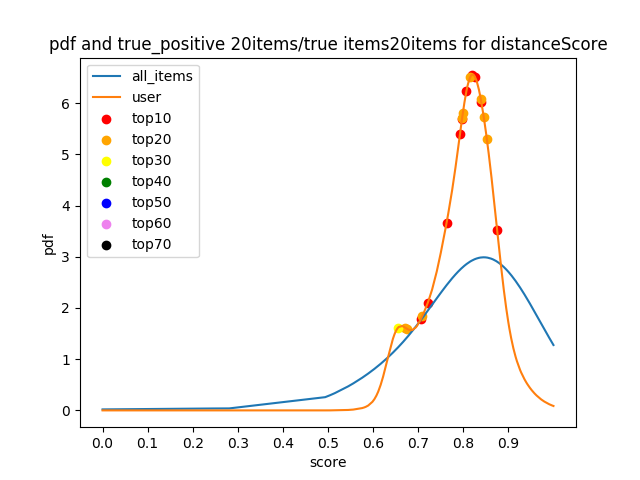 pdf and true_positive 20items/true items20items for distanceScore
all_items
user
top10
top20
top30
top40
top50
top60
top70
pdf
6
5
4
3
2
1
0
0.0 0.1 0.2 0.3 0.4 0.5 0.6 0.7 0.8 0.9
score